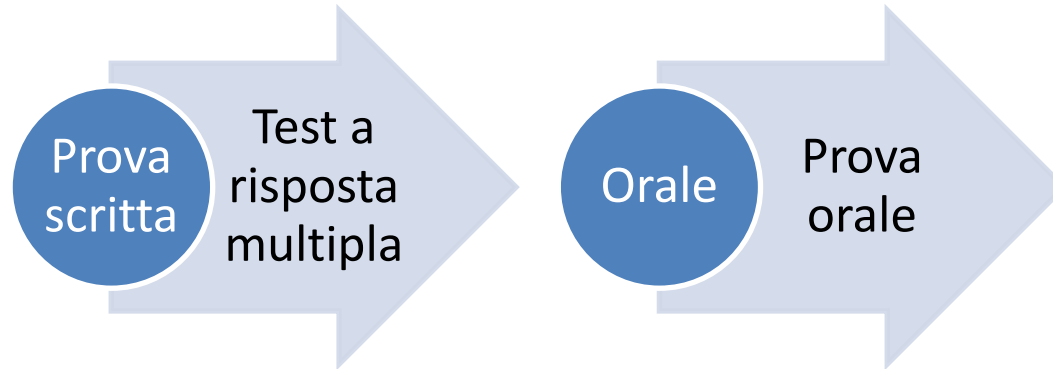 Prova
scritta
Test a
risposta
multipla
Orale
Prova
orale